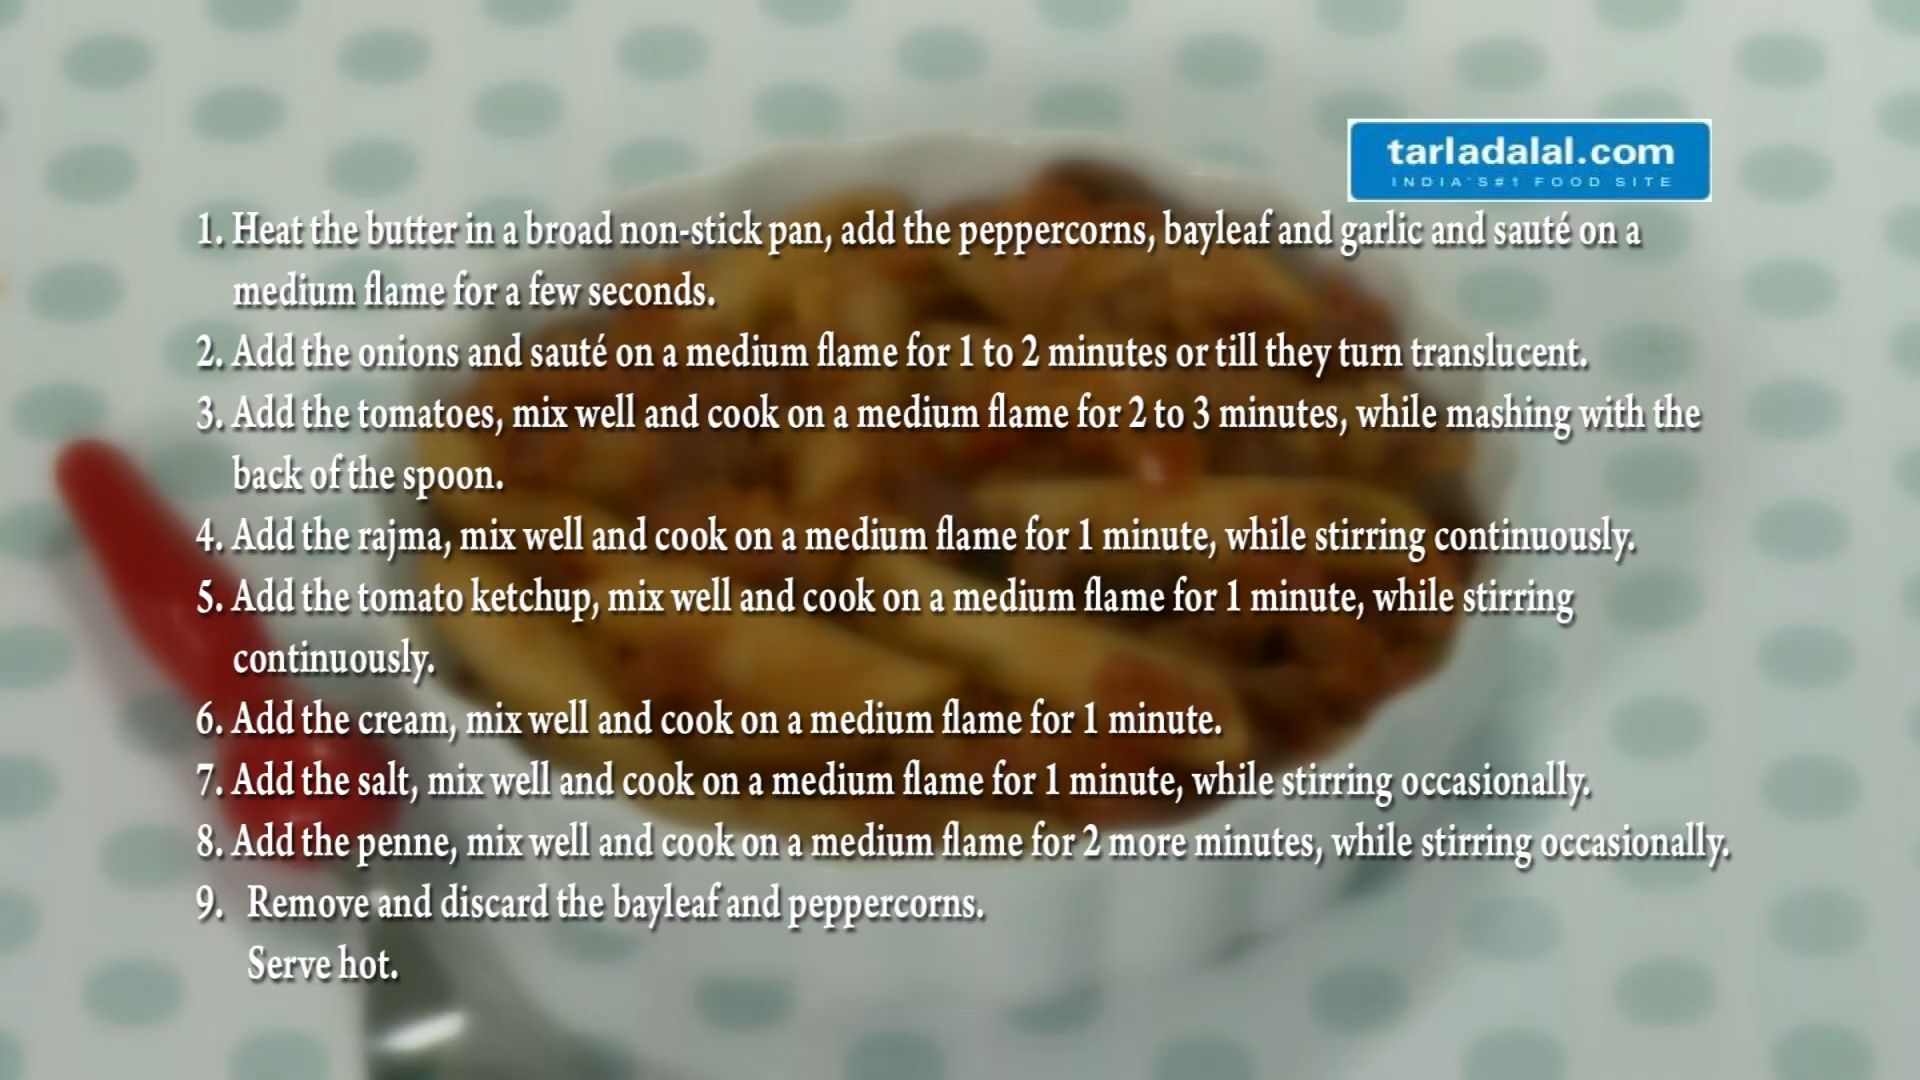 tarladalal.com
INDIA'S#1 FOOD SITE
1. Heat the butter in a broad non-stick pan, add the peppercorns, bayleaf and garlic and sauté on a
medium flame for a few seconds.
2. Add the onions and sauté on a medium flame for 1 to 2 minutes or till they turn translucent.
3. Add the tomatoes, mix well and cook on a medium flame for 2 to 3 minutes, while mashing with the
back of the spoon.
4. Add the rajma, mix well and cook on a medium flame for 1 minute, while stirring continuously.
5. Add the tomato ketchup, mix well and cook on a medium flame for 1 minute, while stirring
continuously.
6. Add the cream, mix well and cook on a medium flame for 1 minute.
7. Add the salt, mix well and cook on a medium flame for 1 minute, while stirring occasionally.
8. Add the penne, mix well and cook on a medium flame for 2 more minutes, while stirring occasionally.
9. Remove and discard the bayleaf and peppercorns.
Serve hot.